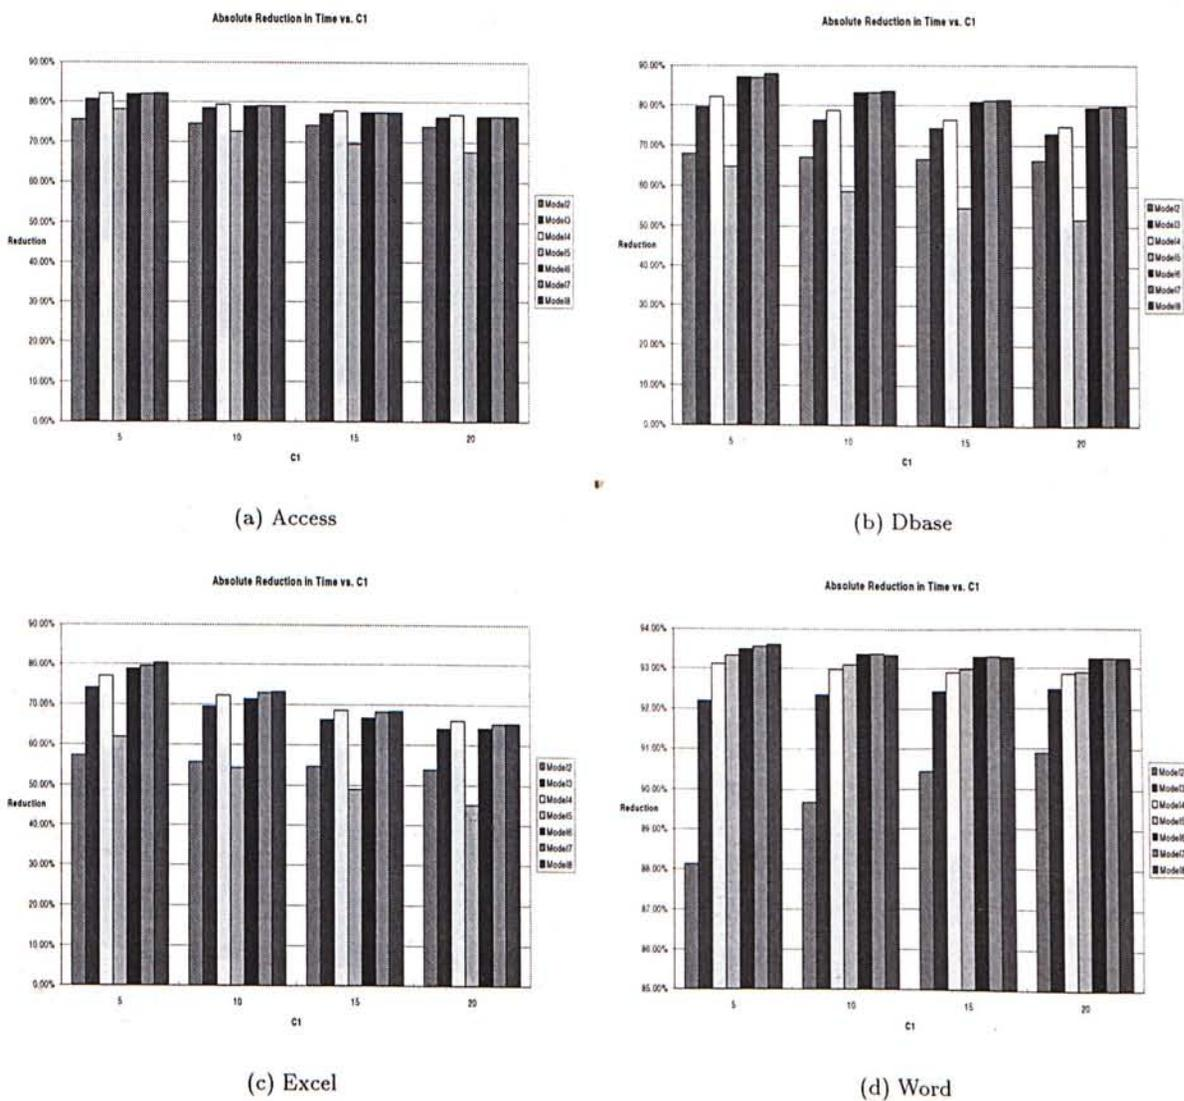 Absolute Reduction in Time vs. C1
90.00%
80.00%
70.00%
60.00%
50.00%
Reduction
40.00%
30.00%
20.00%
10.00%
0.00%
5 10 15 20
C1
Model2
Model3
Model4
Model5
Model6
Model7
Model8
(a) Access
Absolute Reduction in Time vs. C1
90.00%
80.00%
70.00%
60.00%
50.00%
Reduction
40.00%
30.00%
20.00%
10.00%
0.00%
5 10 15 20
C1
Model2
Model3
Model4
Model5
Model6
Model7
Model8
(b) Dbase
Absolute Reduction in Time vs. C1
90.00%
80.00%
70.00%
60.00%
50.00%
Reduction
40.00%
30.00%
20.00%
10.00%
0.00%
5 10 15 20
C1
Model2
Model3
Model4
Model5
Model6
Model7
Model8
(c) Excel
Absolute Reduction in Time vs. C1
94.00%
93.00%
92.00%
91.00%
90.00%
Reduction
89.00%
88.00%
87.00%
86.00%
85.00%
5 10 15 20
C1
Model2
Model3
Model4
Model5
Model6
Model7
Model8
(d) Word